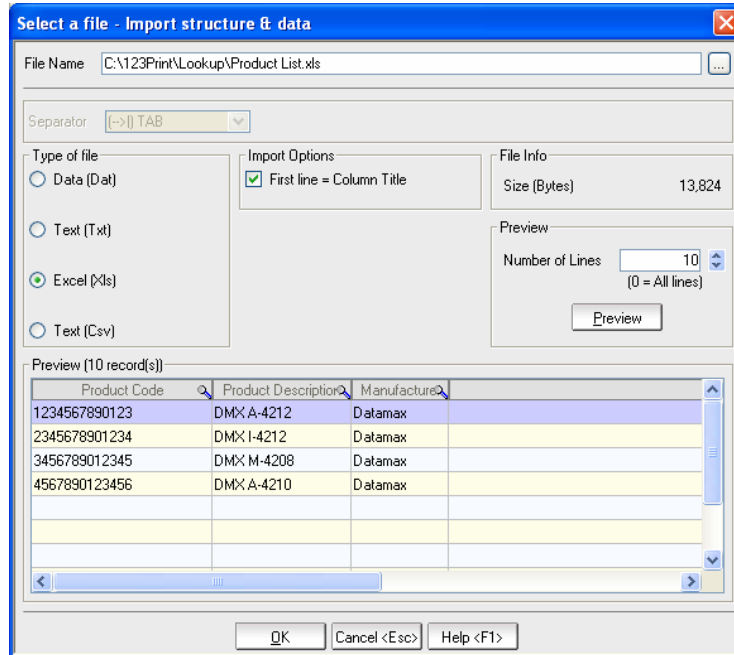 Select a file - Import structure & data
File Name C:\123Print\Lookup\Product List.xls ...
Separator (-->|) TAB
Type of file
Data (Dat)
Text (Txt)
Excel (Xls)
Text (Csv)
Import Options
First line = Column Title
File Info
Size (Bytes) 13,824
Preview
Number of Lines 10
(0 = All lines)
Preview
Preview (10 record(s))
Product Code Product Description Manufacture
1234567890123 DMX A-4212 Datamax
2345678901234 DMX I-4212 Datamax
3456789012345 DMX M-4208 Datamax
4567890123456 DMX A-4210 Datamax
OK Cancel <Esc> Help <F1>